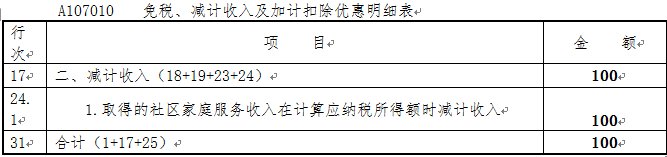 A107010 免税、减计收入及加计扣除优惠明细表
行次 项 目 金 额
17 二、减计收入（18+19+23+24） 100
24.1 1.取得的社区家庭服务收入在计算应纳税所得额时减计收入 100
31 合计（1+17+25） 100